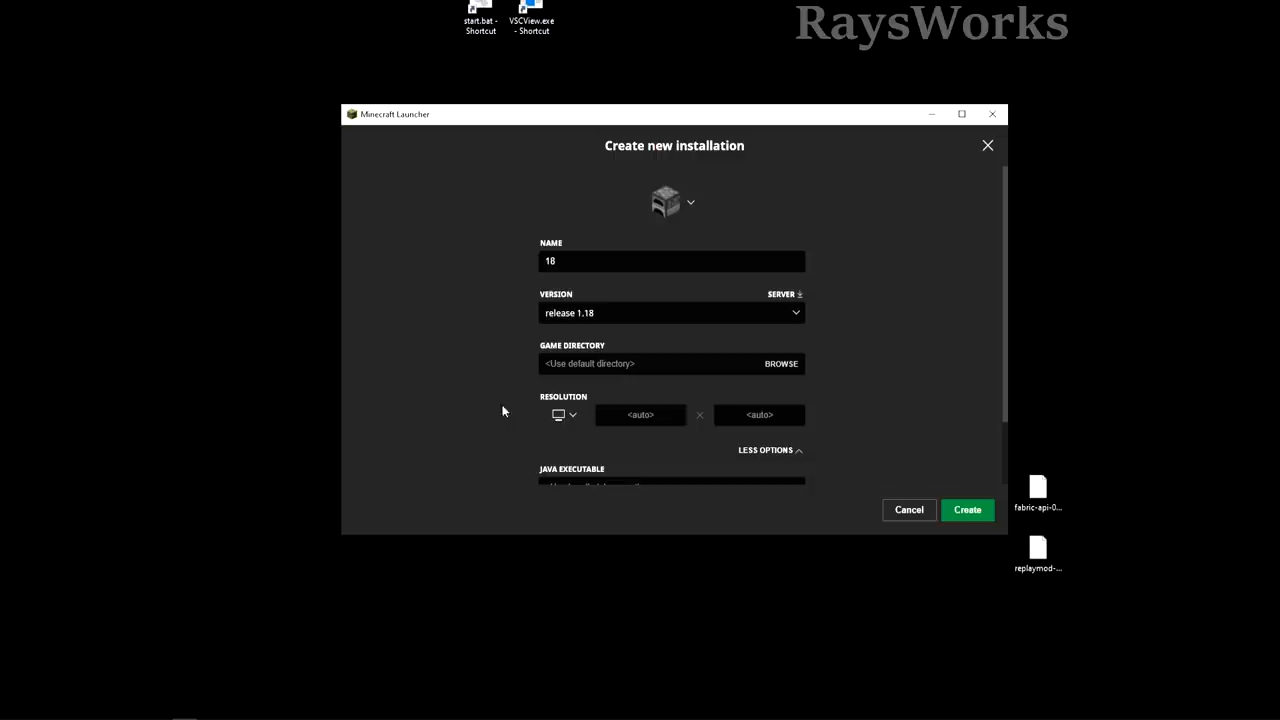 RaysWorks
start.bat -
Shortcut
VSCView.exe
- Shortcut
Minecraft Launcher
Create new installation
NAME
18
VERSION
SERVER
release 1.18
GAME DIRECTORY
<Use default directory>
BROWSE
RESOLUTION
<auto>
<auto>
LESS OPTIONS
JAVA EXECUTABLE
Cancel
Create
fabric-api-0...
replaymod-...